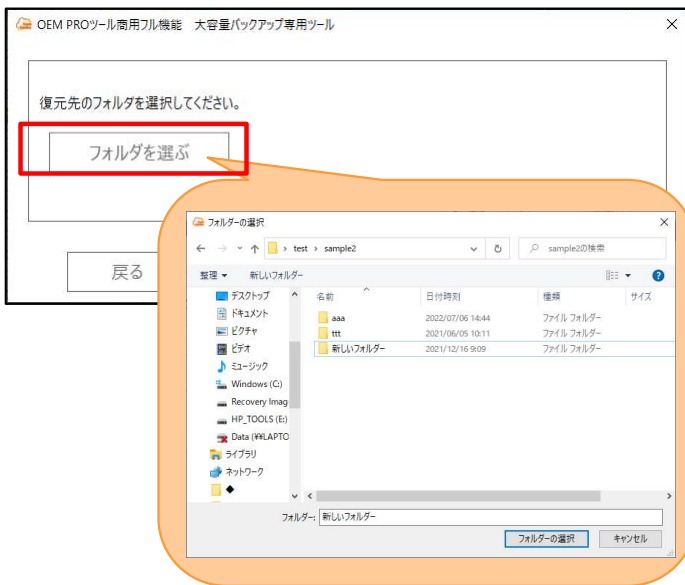 OEM PROツール商用フル機能　大容量バックアップ専用ツール
復元先のフォルダを選択してください。
フォルダを選ぶ
戻る
フォルダーの選択
test › sample2
sample2の検索
整理
新しいフォルダー
名前 日付時刻 種類 サイズ
デスクトップ
ドキュメント
ピクチャ
ビデオ
ミュージック
Windows (C:)
Recovery Imag
HP_TOOLS (E:)
Data (¥¥LAPTO
ライブラリ
ネットワーク
◆
aaa 2022/07/06 14:44 ファイル フォルダー
ttt 2021/06/05 10:11 ファイル フォルダー
新しいフォルダー 2021/12/16 9:09 ファイル フォルダー
フォルダー: 新しいフォルダー
フォルダーの選択 キャンセル